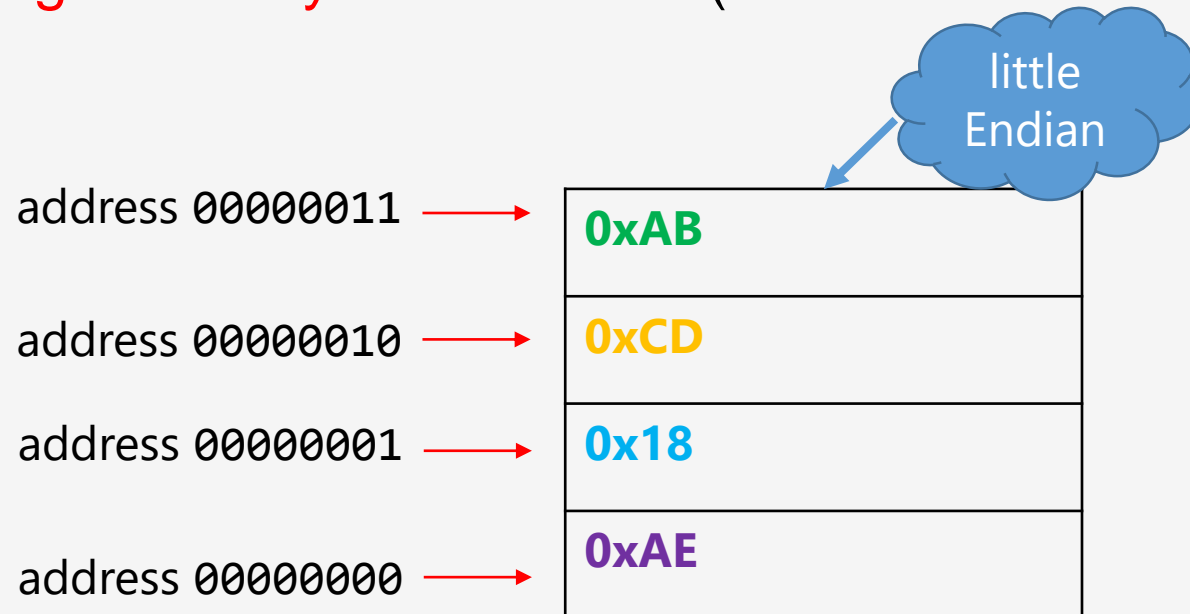 little
Endian
address 00000011
0xAB
address 00000010
0xCD
address 00000001
0x18
address 00000000
0xAE